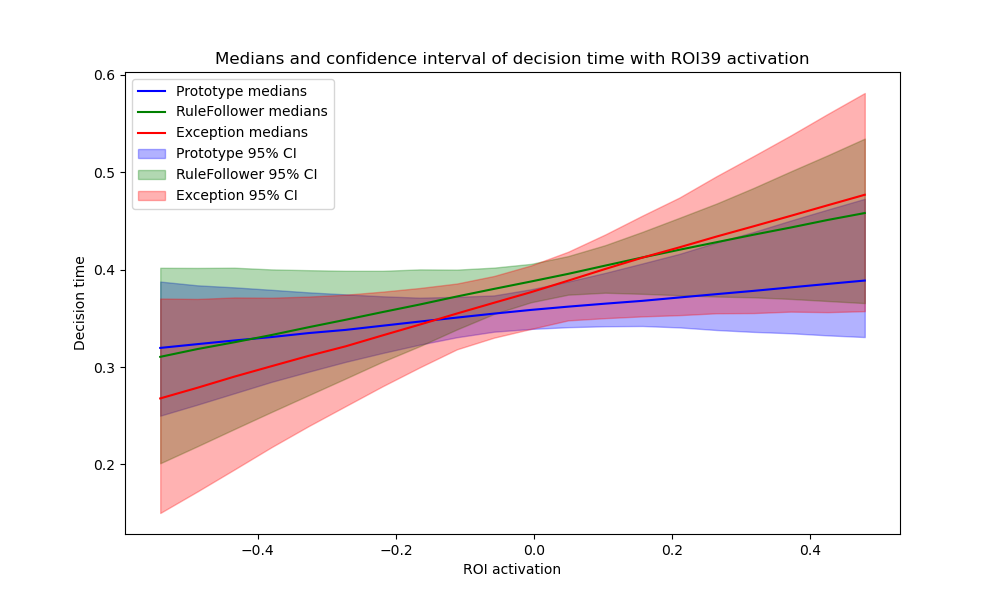 Medians and confidence interval of decision time with ROI39 activation
0.6
0.5
0.4
0.3
0.2
Decision time
Prototype medians
RuleFollower medians
Exception medians
Prototype 95% CI
RuleFollower 95% CI
Exception 95% CI
−0.4
−0.2
0.0
0.2
0.4
ROI activation